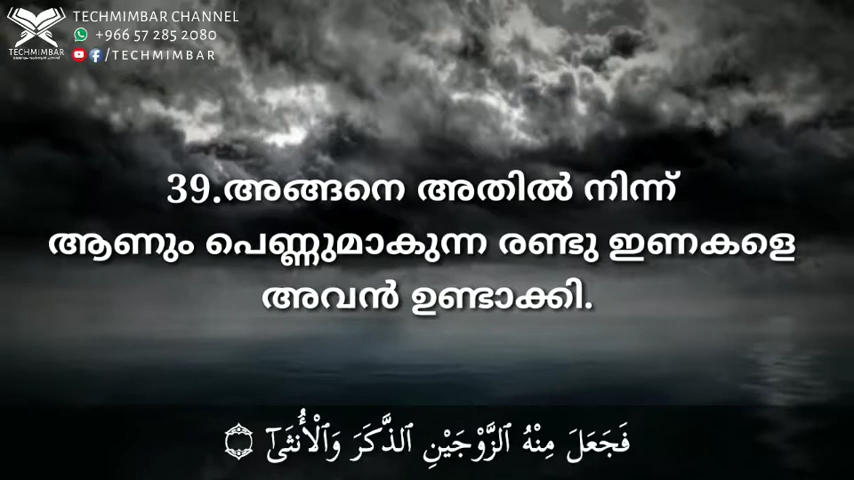 TECHMIMBAR CHANNEL
+966 57 285 2080
/TECHMIMBAR
TECHMIMBAR
39.അങ്ങനെ അതിൽ നിന്ന്
ആണും പെണ്ണുമാകുന്ന രണ്ടു ഇണകളെ
അവൻ ഉണ്ടാക്കി.
فَجَعَلَ مِنْهُ ٱلزَّوْجَيْنِ ٱلذَّكَرَ وَٱلْأُنثَىٰٓ